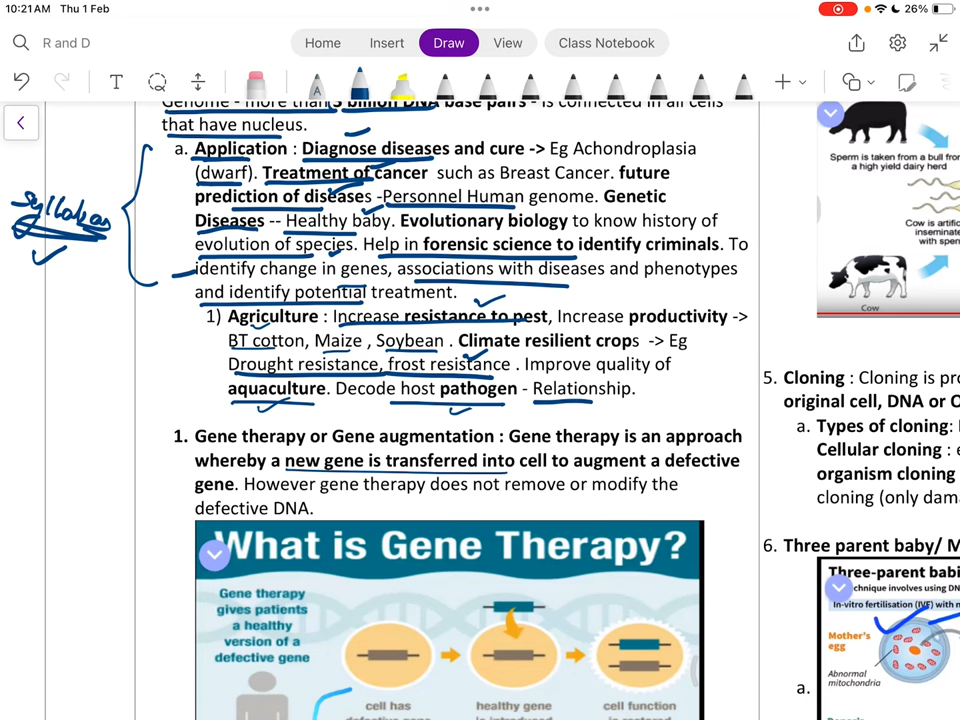 10:21AM Thu 1 Feb
26%
R and D
Home Insert Draw View Class Notebook
T
A
Genome - more than 3 billion DNA base pairs - is connected in all cells
that have nucleus.
Syllabus
a. Application : Diagnose diseases and cure -> Eg Achondroplasia
(dwarf). Treatment of cancer such as Breast Cancer. future
prediction of diseases -Personnel Human genome. Genetic
Diseases -- Healthy baby. Evolutionary biology to know history of
evolution of species. Help in forensic science to identify criminals. To
identify change in genes, associations with diseases and phenotypes
and identify potential treatment.
1) Agriculture : Increase resistance to pest, Increase productivity ->
BT cotton, Maize , Soybean . Climate resilient crops -> Eg
Drought resistance, frost resistance . Improve quality of
aquaculture. Decode host pathogen - Relationship.
1. Gene therapy or Gene augmentation : Gene therapy is an approach
whereby a new gene is transferred into cell to augment a defective
gene. However gene therapy does not remove or modify the
defective DNA.
What is Gene Therapy?
Gene therapy
gives patients
a healthy
version of a
defective gene
cell has
healthy gene
cell function
Sperm is taken from a bull from
a high yield dairy herd
Cow is artific
inseminate
with sper
Cow
5. Cloning : Cloning is pro
original cell, DNA or O
a. Types of cloning:
Cellular cloning : e
organism cloning
cloning (only dam
6. Three parent baby/ M
Three-parent babi
chnique involves using DN
In-vitro fertilisation (IVF) with m
Mother's
egg
Abnormal
mitochondria
a.